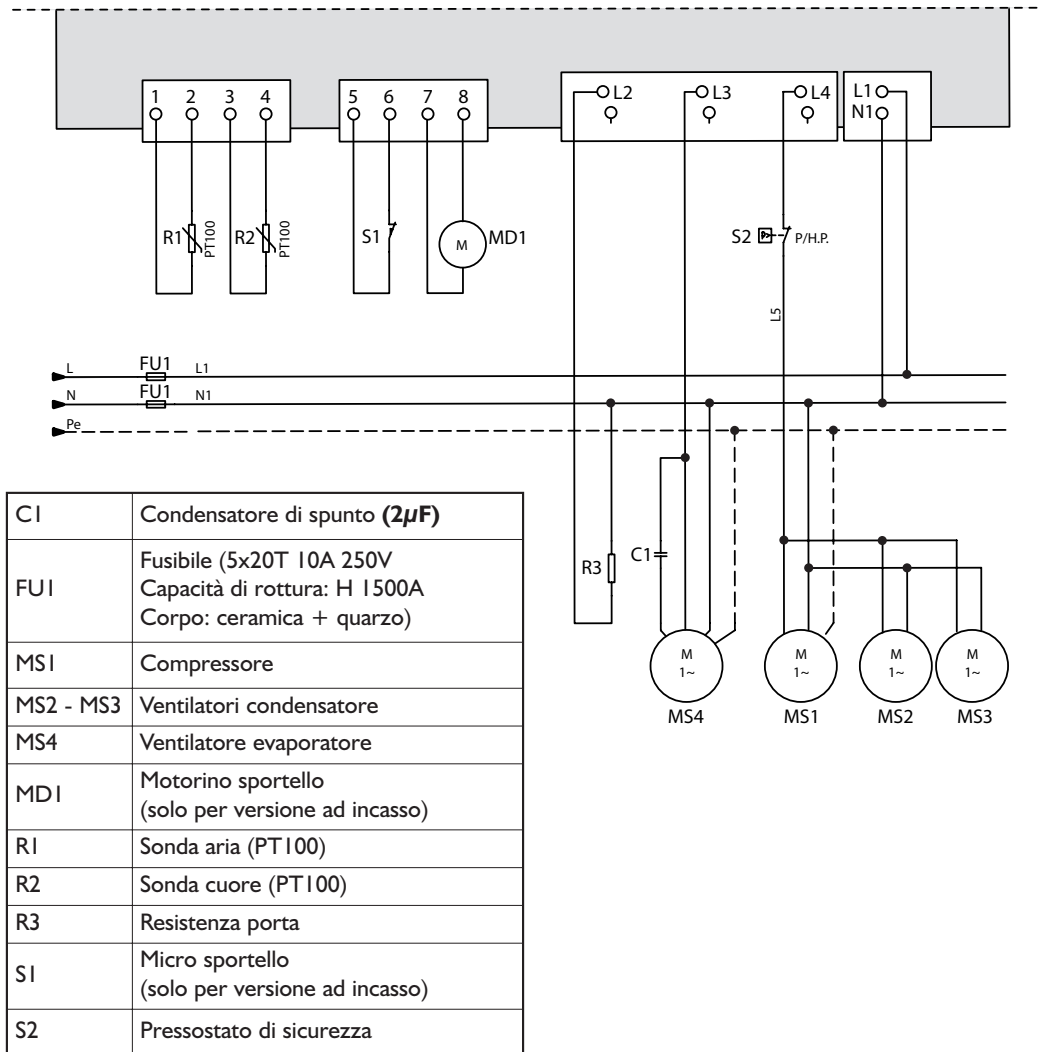 1 2 3 4 5 6 7 8 L2 L3 L4 L1
N1
R1 PT100 R2 PT100 S1 M MD1 S2 P> P/H.P.
L5
L FU1 L1
N FU1 N1
Pe
R3 C1
M
1~
M
1~
M
1~
M
1~
MS4 MS1 MS2 MS3
C1 Condensatore di spunto (2µF)
FU1 Fusibile (5x20T 10A 250V
Capacità di rottura: H 1500A
Corpo: ceramica + quarzo)
MS1 Compressore
MS2 - MS3 Ventilatori condensatore
MS4 Ventilatore evaporatore
MD1 Motorino sportello
(solo per versione ad incasso)
R1 Sonda aria (PT100)
R2 Sonda cuore (PT100)
R3 Resistenza porta
S1 Micro sportello
(solo per versione ad incasso)
S2 Pressostato di sicurezza